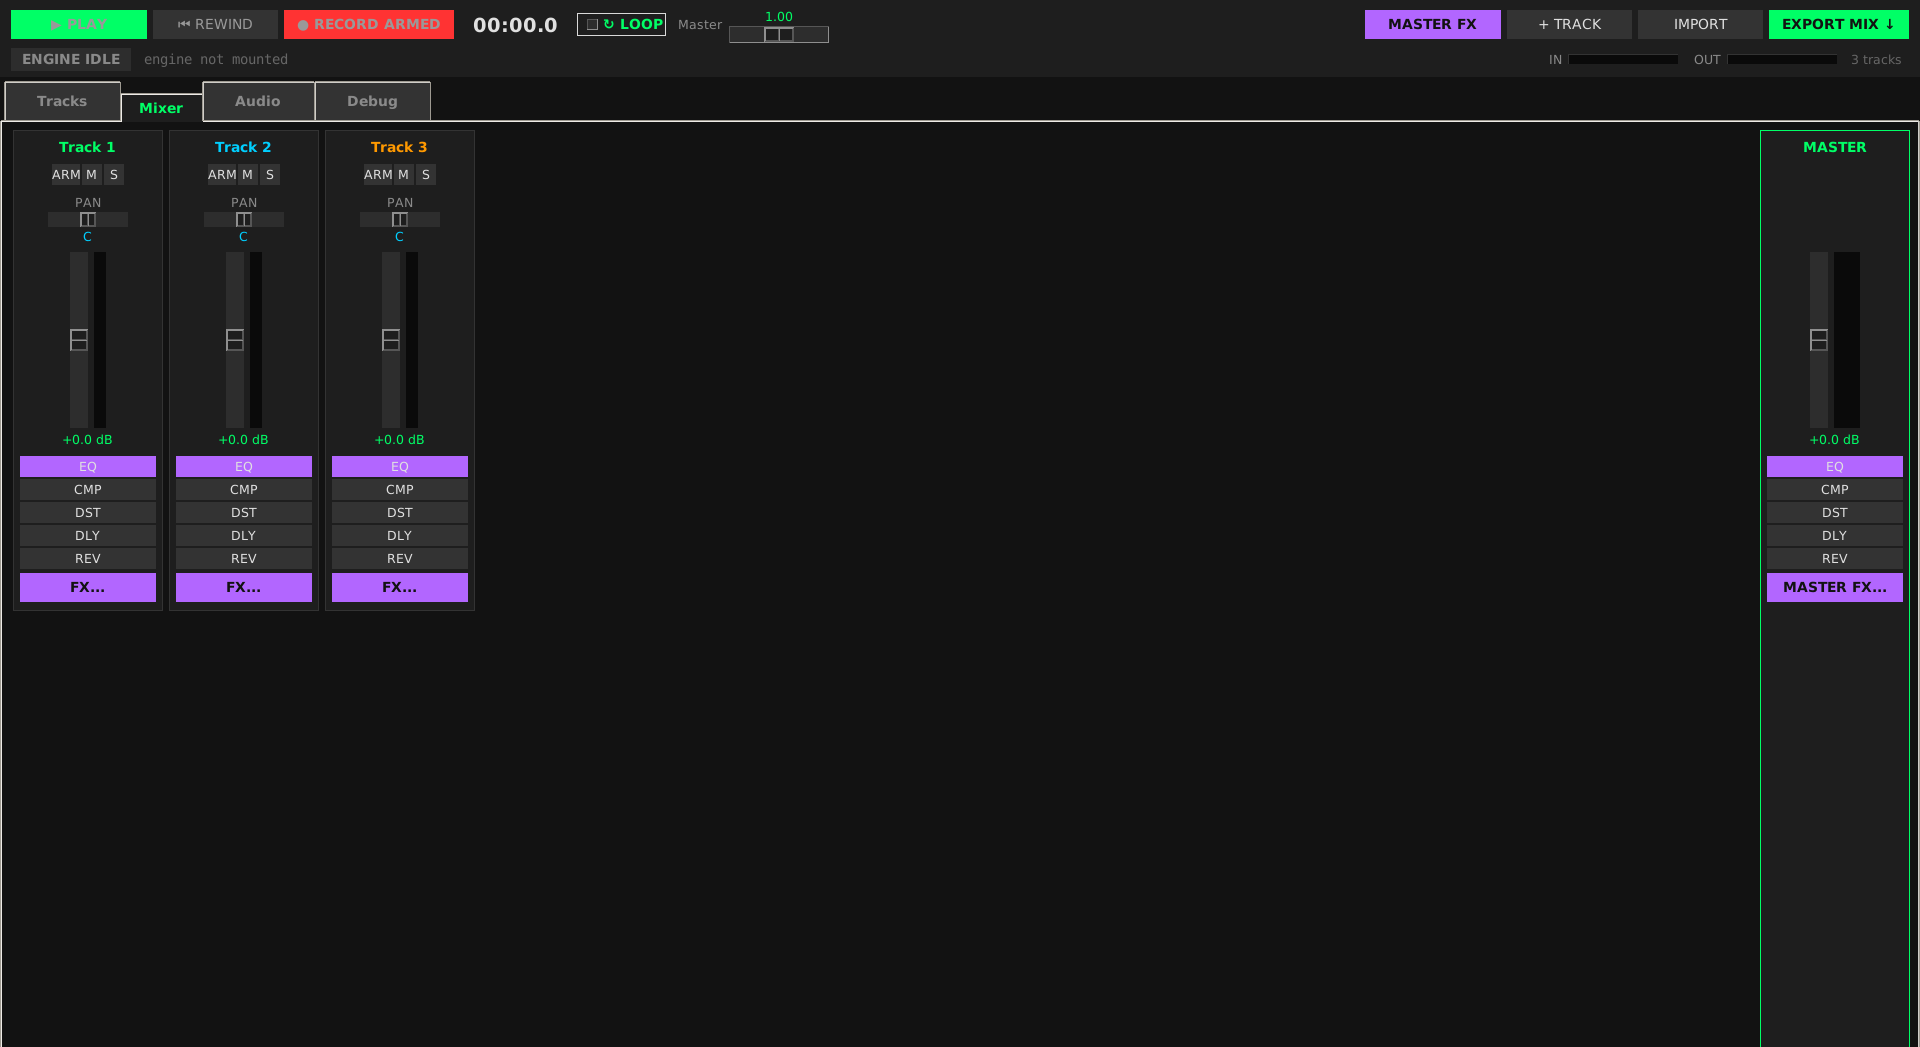 ▶ PLAY ⏮ REWIND ● RECORD ARMED 00:00.0 ↻ LOOP Master 1.00 MASTER FX + TRACK IMPORT EXPORT MIX ↓
ENGINE IDLE engine not mounted IN OUT 3 tracks
Tracks Mixer Audio Debug
Track 1 Track 2 Track 3 MASTER
ARM M S ARM M S ARM M S
PAN PAN PAN
C C C
+0.0 dB +0.0 dB +0.0 dB +0.0 dB
EQ EQ EQ EQ
CMP CMP CMP CMP
DST DST DST DST
DLY DLY DLY DLY
REV REV REV REV
FX... FX... FX... MASTER FX...